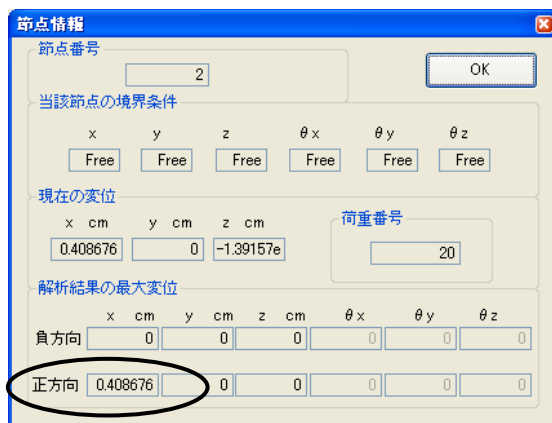 節点情報
節点番号
2
OK
当該節点の境界条件
x y z θx θy θz
Free Free Free Free Free Free
現在の変位
荷重番号
x cm y cm z cm
0.408676 0 -1.39157e
20
解析結果の最大変位
x cm y cm z cm θx θy θz
負方向 0 0 0 0 0 0
正方向 0.408676 0 0 0 0 0